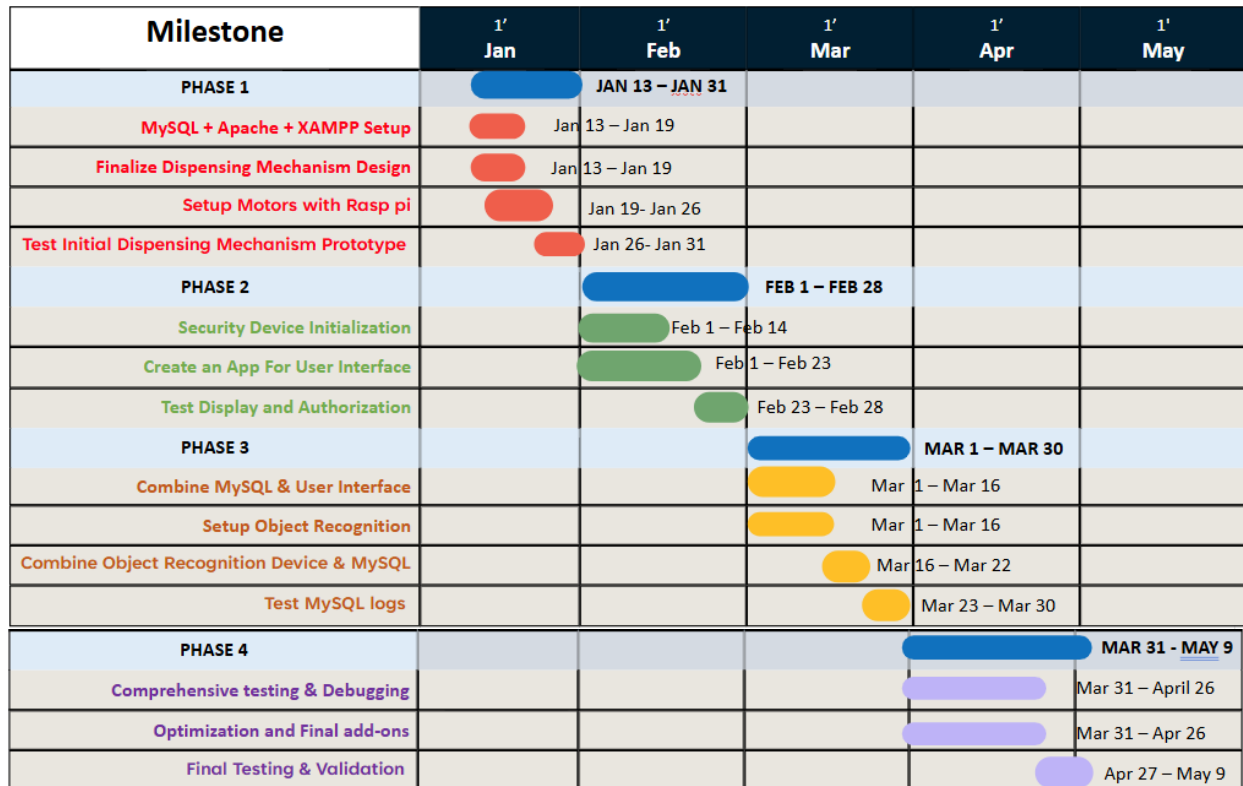 Milestone
1’ 1’ 1’ 1’ 1'
Jan Feb Mar Apr May
PHASE 1 JAN 13 – JAN 31
MySQL + Apache + XAMPP Setup Jan 13 – Jan 19
Finalize Dispensing Mechanism Design Jan 13 – Jan 19
Setup Motors with Rasp pi Jan 19- Jan 26
Test Initial Dispensing Mechanism Prototype Jan 26- Jan 31
PHASE 2 FEB 1 – FEB 28
Security Device Initialization Feb 1 – Feb 14
Create an App For User Interface Feb 1 – Feb 23
Test Display and Authorization Feb 23 – Feb 28
PHASE 3 MAR 1 – MAR 30
Combine MySQL & User Interface Mar 1 – Mar 16
Setup Object Recognition Mar 1 – Mar 16
Combine Object Recognition Device & MySQL Mar 16 – Mar 22
Test MySQL logs Mar 23 – Mar 30
PHASE 4 MAR 31 - MAY 9
Comprehensive testing & Debugging Mar 31 – April 26
Optimization and Final add-ons Mar 31 – Apr 26
Final Testing & Validation Apr 27 – May 9